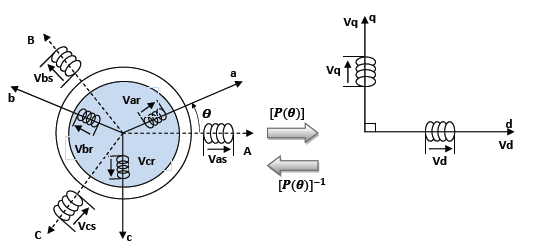 B
Vbs
b
Var
a
θ
Vbr
A
Vas
Vcr
C
Vcs
c
[P(θ)]
[P(θ)]⁻¹
Vq q
Vq
d
Vd
Vd